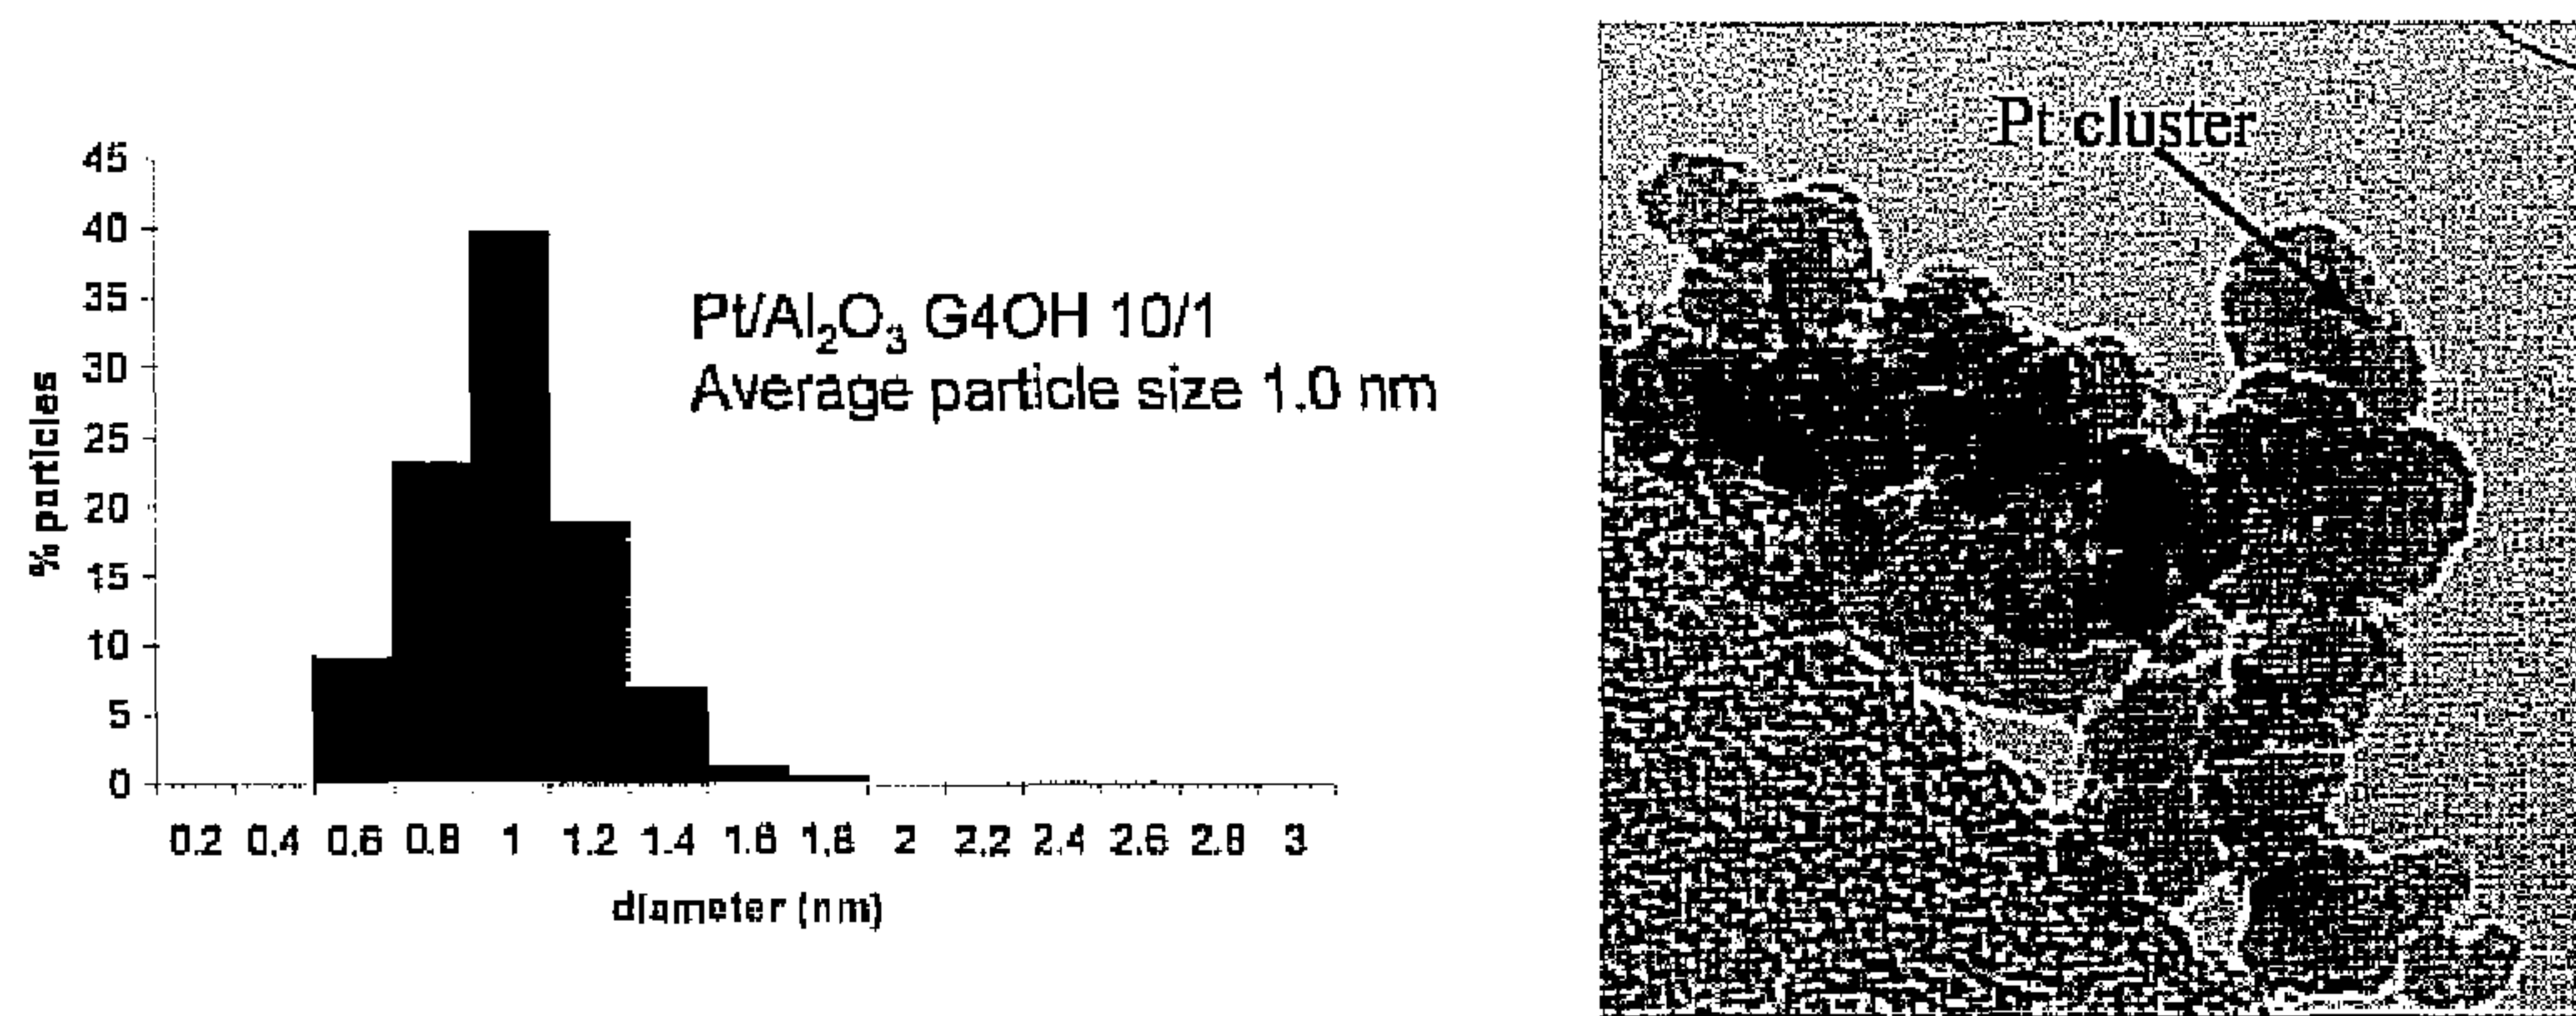 45
40
35
30
25
20
15
10
5
0
% particles
0.2 0.4 0.6 0.8 1 1.2 1.4 1.6 1.8 2 2.2 2.4 2.6 2.8 3
diameter (nm)
Pt/Al₂O₃ G4OH 10/1
Average particle size 1.0 nm
Pt cluster